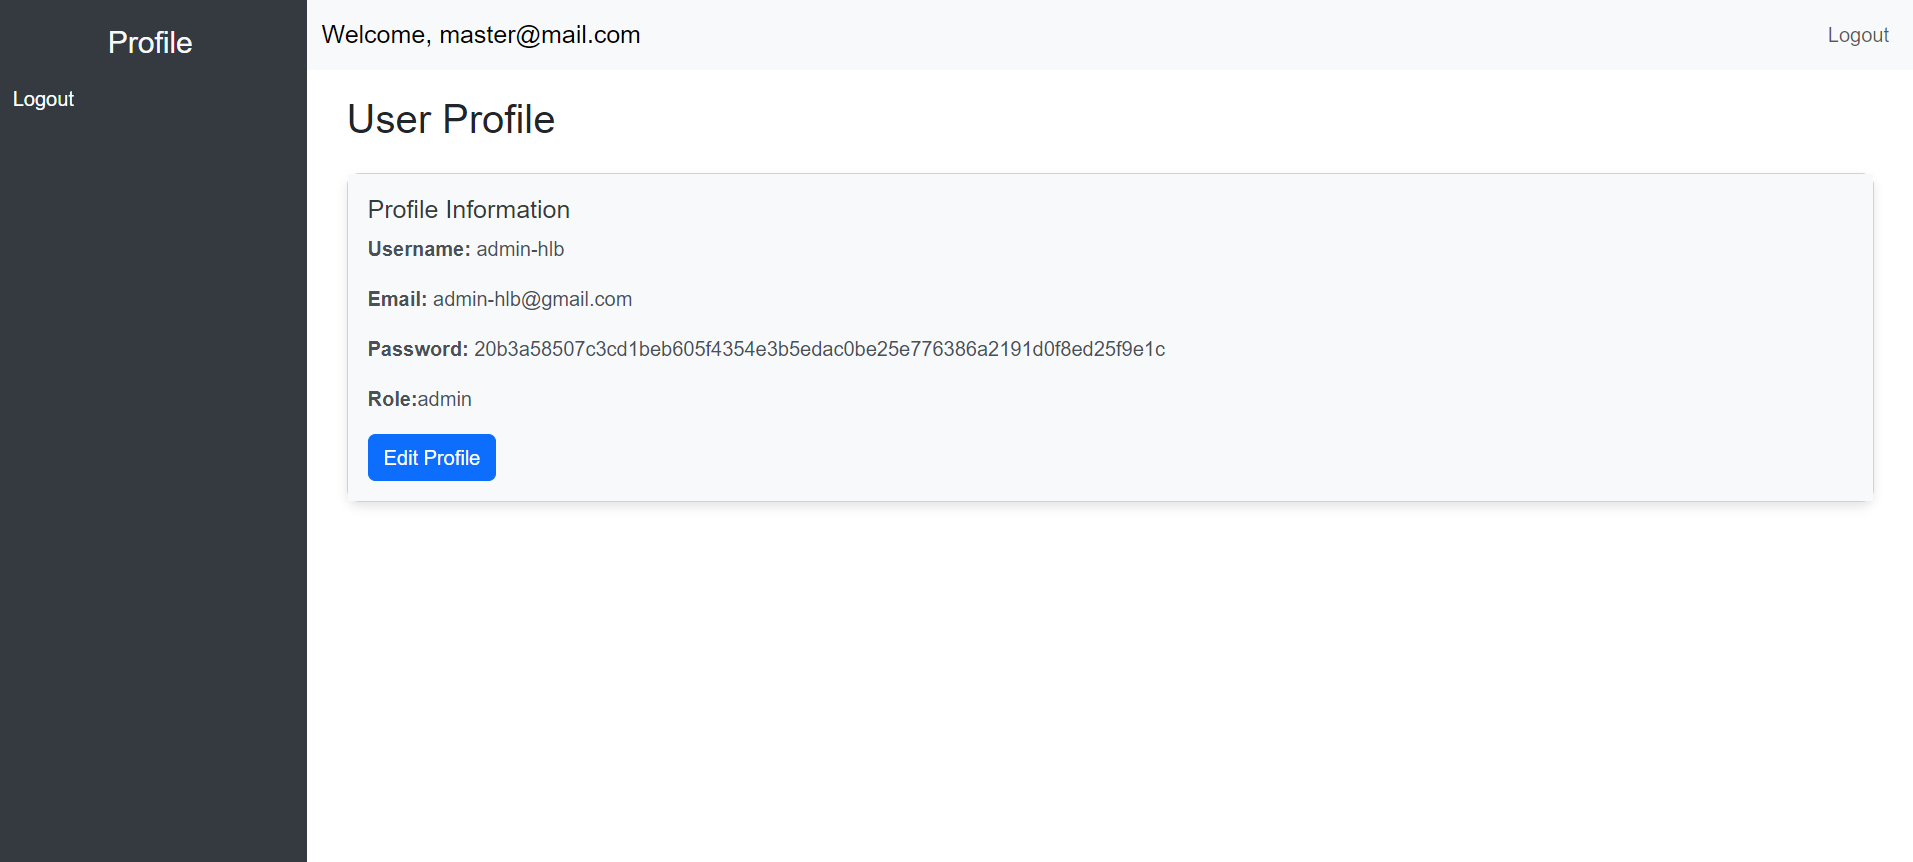 Profile
Logout
Welcome, master@mail.com
Logout
User Profile
Profile Information
Username: admin-hlb
Email: admin-hlb@gmail.com
Password: 20b3a58507c3cd1beb605f4354e3b5edac0be25e776386a2191d0f8ed25f9e1c
Role:admin
Edit Profile